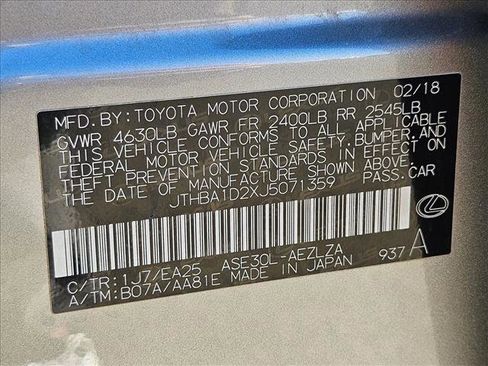 MFD. BY: TOYOTA MOTOR CORPORATION 02/18
GVWR 4630LB GAWR FR 2400LB RR 2545LB
THIS VEHICLE CONFORMS TO ALL APPLICABLE
FEDERAL MOTOR VEHICLE SAFETY, BUMPER, AND
THEFT PREVENTION STANDARDS IN EFFECT ON
THE DATE OF MANUFACTURE SHOWN ABOVE.
JTHBA1D2XJ5071359 PASS. CAR
C/TR: 1J7/EA25 ASE30L-AEZLZA A
A/TM: B07A/AA81E MADE IN JAPAN 937